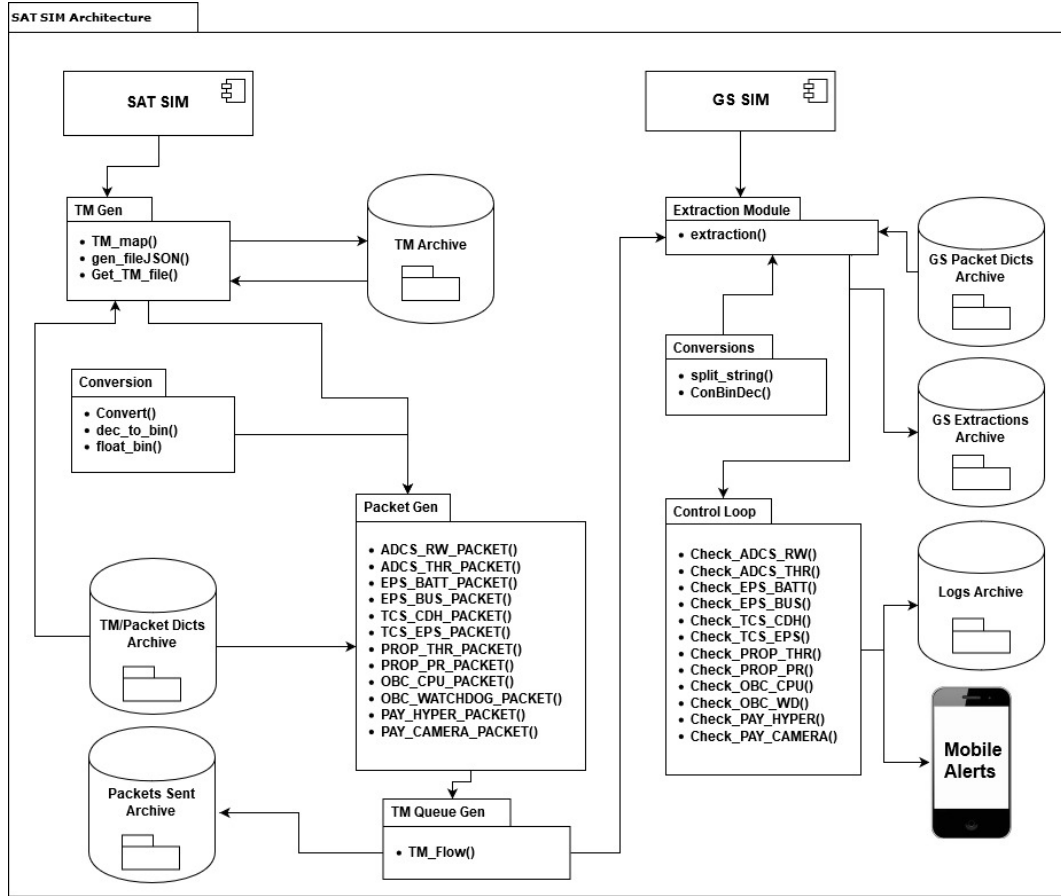 SAT SIM Architecture
SAT SIM
TM Gen
• TM_map()
• gen_fileJSON()
• Get_TM_file()
TM Archive
Conversion
• Convert()
• dec_to_bin()
• float_bin()
Packet Gen
• ADCS_RW_PACKET()
• ADCS_THR_PACKET()
• EPS_BATT_PACKET()
• EPS_BUS_PACKET()
• TCS_CDH_PACKET()
• TCS_EPS_PACKET()
• PROP_THR_PACKET()
• PROP_PR_PACKET()
• OBC_CPU_PACKET()
• OBC_WATCHDOG_PACKET()
• PAY_HYPER_PACKET()
• PAY_CAMERA_PACKET()
TM/Packet Dicts
Archive
Packets Sent
Archive
TM Queue Gen
• TM_Flow()
GS SIM
Extraction Module
• extraction()
GS Packet Dicts
Archive
Conversions
• split_string()
• ConBinDec()
GS Extractions
Archive
Control Loop
• Check_ADCS_RW()
• Check_ADCS_THR()
• Check_EPS_BATT()
• Check_EPS_BUS()
• Check_TCS_CDH()
• Check_TCS_EPS()
• Check_PROP_THR()
• Check_PROP_PR()
• Check_OBC_CPU()
• Check_OBC_WD()
• Check_PAY_HYPER()
• Check_PAY_CAMERA()
Logs Archive
Mobile
Alerts